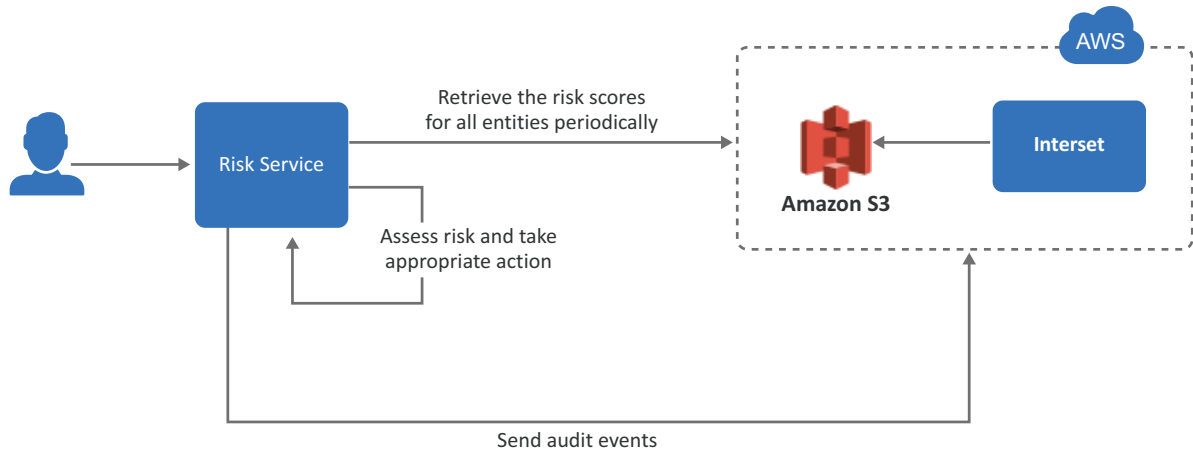 AWS
Retrieve the risk scores
for all entities periodically
Risk Service
Interset
Amazon S3
Assess risk and take
appropriate action
Send audit events